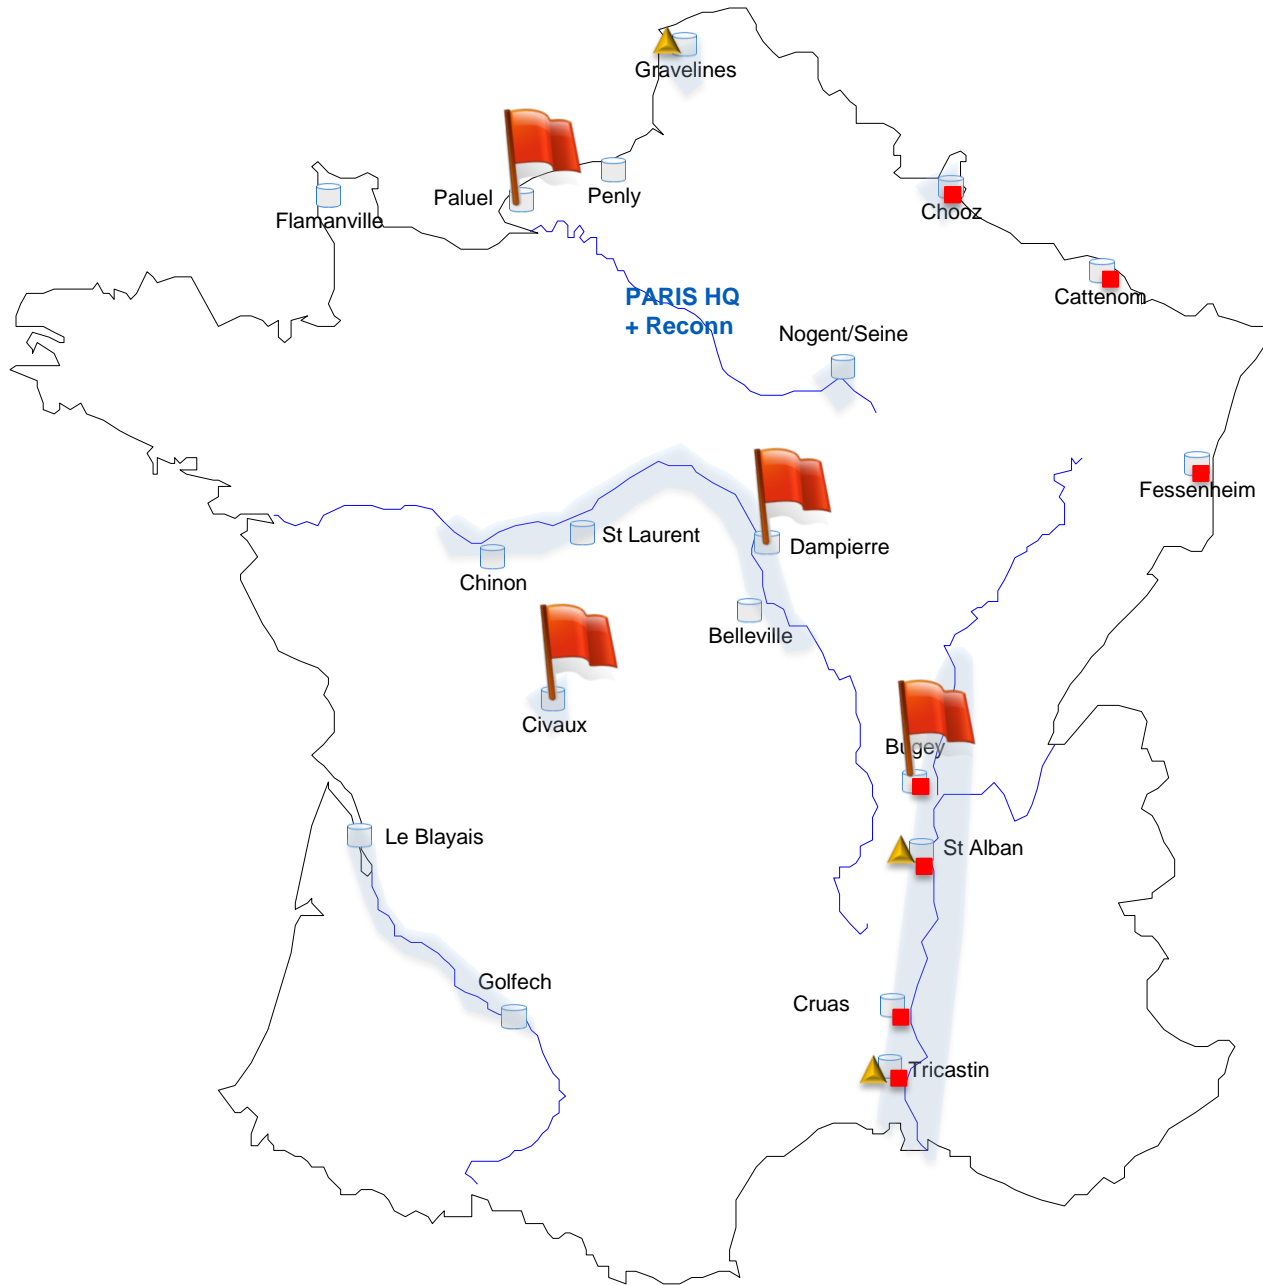 Gravelines
Paluel
Penly
Flamanville
Chooz
Cattenom
PARIS HQ
+ Reconn
Nogent/Seine
Fessenheim
St Laurent
Dampierre
Chinon
Belleville
Civaux
Bugey
Le Blayais
St Alban
Golfech
Cruas
Tricastin